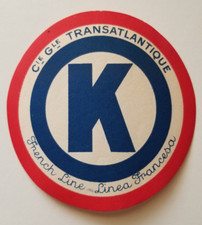 Cie Gle TRANSATLANTIQUE
K
French Line - Linea Francesa